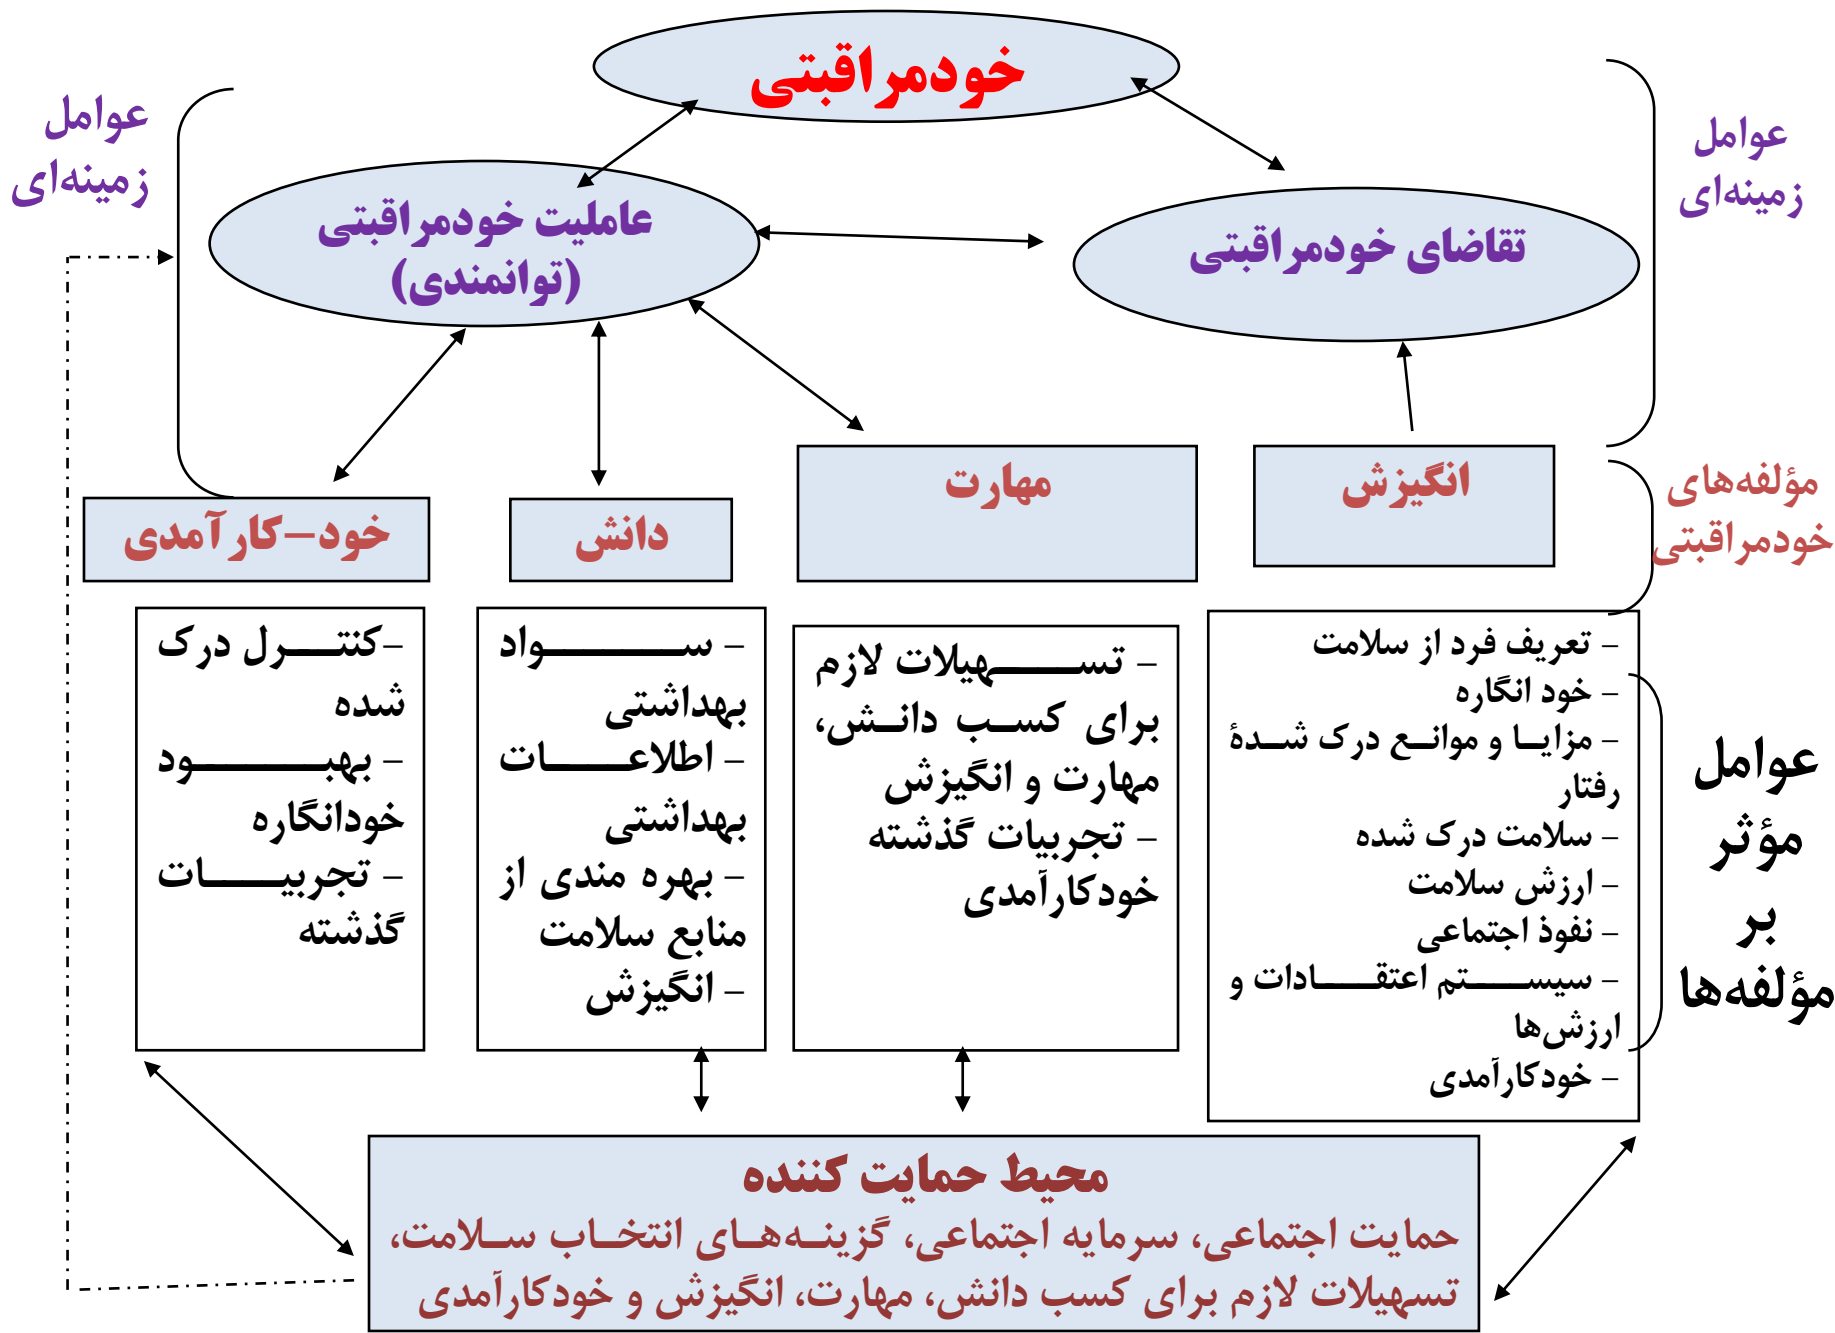 خودمراقبتی
عوامل
زمینه‌ای
عوامل
زمینه‌ای
تقاضای خودمراقبتی
عاملیت خودمراقبتی
(توانمندی)
مؤلفه‌های
خودمراقبتی
انگیزش
مهارت
دانش
خود-کارآمدی
- تعریف فرد از سلامت
- خود انگاره
- مزایا و موانع درک شدهٔ
رفتار
- سلامت درک شده
- ارزش سلامت
- نفوذ اجتماعی
- سیستم اعتقادات و
ارزش‌ها
- خودکارآمدی
عوامل
مؤثر
بر
مؤلفه‌ها
- تسهیلات لازم
برای کسب دانش،
مهارت و انگیزش
- تجربیات گذشته
خودکارآمدی
- سواد
بهداشتی
- اطلاعات
بهداشتی
- بهره مندی از
منابع سلامت
- انگیزش
-کنترل درک
شده
- بهبود
خودانگاره
- تجربیات
گذشته
محیط حمایت کننده
حمایت اجتماعی، سرمایه اجتماعی، گزینه‌های انتخاب سلامت،
تسهیلات لازم برای کسب دانش، مهارت، انگیزش و خودکارآمدی